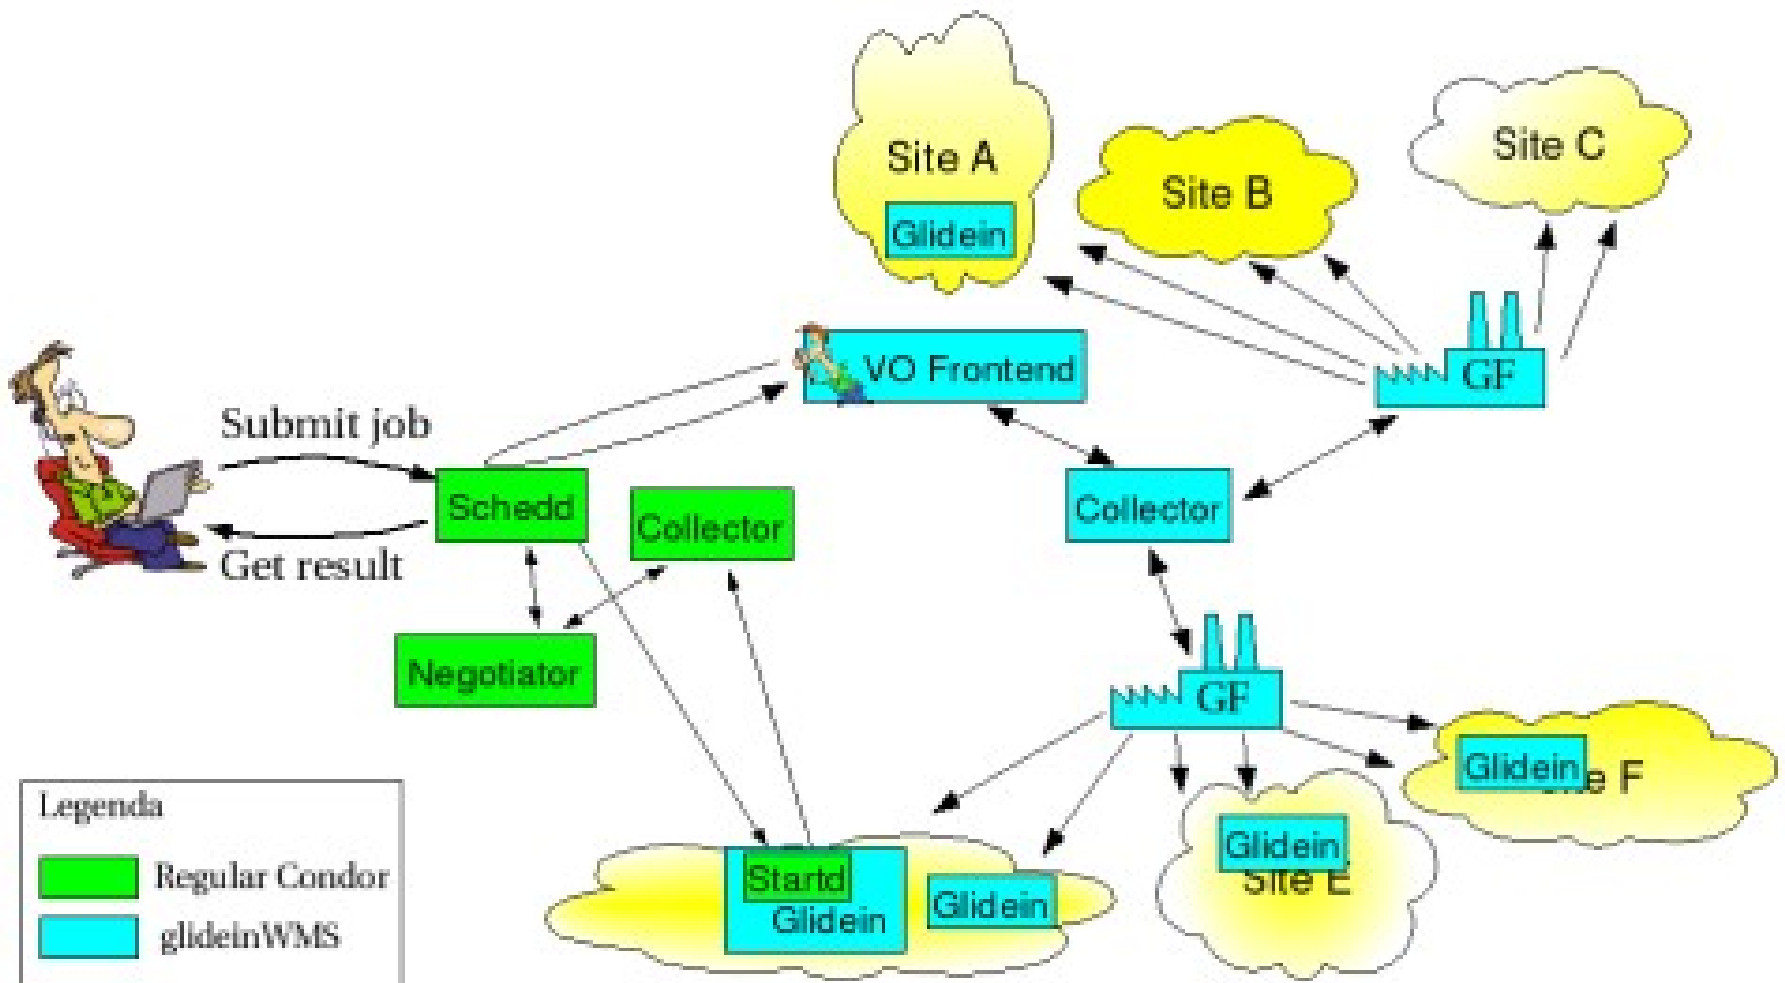 Site A
Glidein
Site B
Site C
VO Frontend
GF
Submit job
Schedd
Collector
Collector
Get result
Negotiator
GF
Glidein
e F
Glidein
Site E
Startd
Glidein
Glidein
Legenda
Regular Condor
glideinWMS